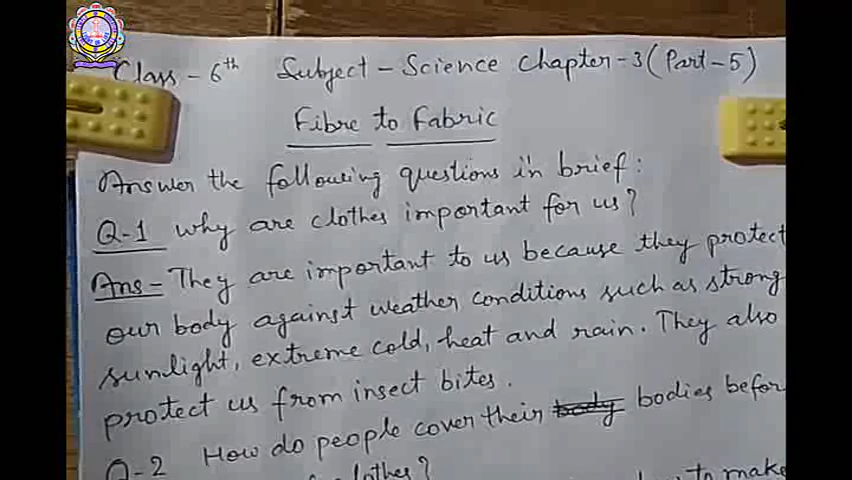 Class - 6th Subject - Science Chapter - 3 (Part - 5)
Fibre to Fabric
Answer the following questions in brief:
Q-1 Why are clothes important for us?
Ans - They are important to us because they protect
our body against weather conditions such as strong
sunlight, extreme cold, heat and rain. They also
protect us from insect bites.
Q-2 How do people cover their body bodies befor
clothes?
to make